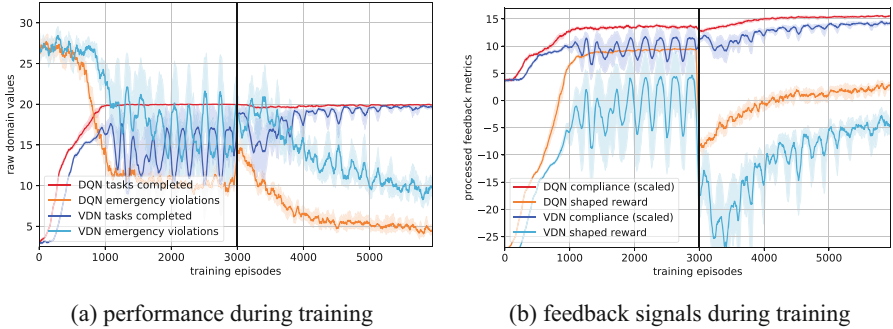 30
25
20
15
10
5
raw domain values
DQN tasks completed
DQN emergency violations
VDN tasks completed
VDN emergency violations
0 1000 2000 3000 4000 5000
training episodes
(a) performance during training
15
10
5
0
−5
−10
−15
−20
−25
processed feedback metrics
DQN compliance (scaled)
DQN shaped reward
VDN compliance (scaled)
VDN shaped reward
0 1000 2000 3000 4000 5000
training episodes
(b) feedback signals during training